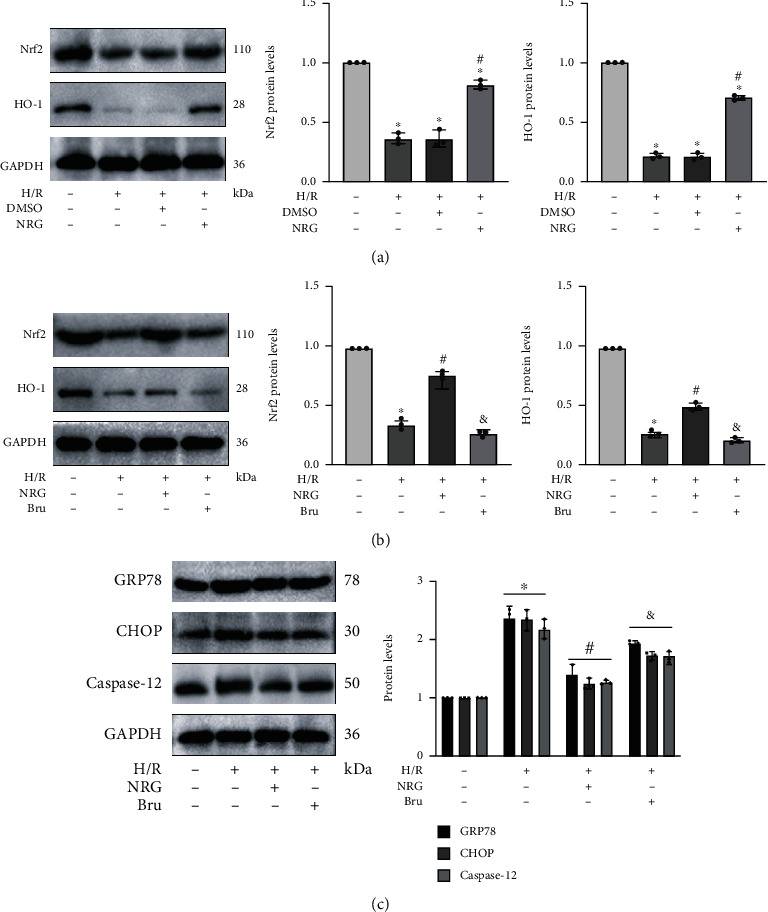 Nrf2 110
HO-1 28
GAPDH 36
H/R – + + + kDa
DMSO – – + –
NRG – – – +
Nrf2 protein levels
1.5
1.0
0.5
0.0
* * # *
H/R – + + +
DMSO – – + –
NRG – – – +
HO-1 protein levels
1.5
1.0
0.5
0.0
* * # *
H/R – + + +
DMSO – – + –
NRG – – – +
(a)
Nrf2 110
HO-1 28
GAPDH 36
H/R – + + + kDa
NRG – – + –
Bru – – – +
Nrf2 protein levels
1.5
1.0
0.5
0.0
* # &
H/R – + + +
NRG – – + –
Bru – – – +
HO-1 protein levels
1.5
1.0
0.5
0.0
* # &
H/R – + + +
NRG – – + –
Bru – – – +
(b)
GRP78 78
CHOP 30
Caspase-12 50
GAPDH 36
H/R – + + + kDa
NRG – – + –
Bru – – – +
Protein levels
3
2
1
0
* # &
H/R – + + +
NRG – – + –
Bru – – – +
GRP78
CHOP
Caspase-12
(c)